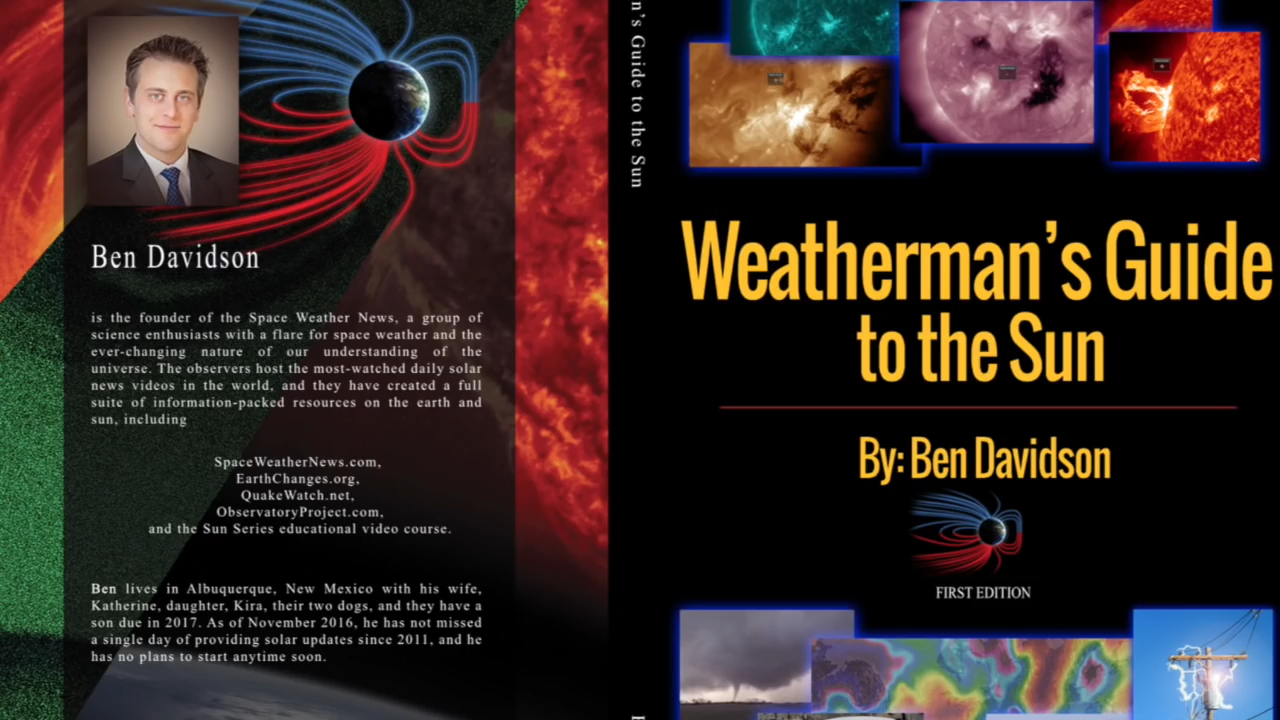 Ben Davidson
is the founder of the Space Weather News, a group of
science enthusiasts with a flare for space weather and the
ever-changing nature of our understanding of the
universe. The observers host the most-watched daily solar
news videos in the world, and they have created a full
suite of information-packed resources on the earth and
sun, including
SpaceWeatherNews.com,
EarthChanges.org,
QuakeWatch.net,
ObservatoryProject.com,
and the Sun Series educational video course.
Ben lives in Albuquerque, New Mexico with his wife,
Katherine, daughter, Kira, their two dogs, and they have a
son due in 2017. As of November 2016, he has not missed
a single day of providing solar updates since 2011, and he
has no plans to start anytime soon.
n's Guide to the Sun
Weatherman's Guide
to the Sun
By: Ben Davidson
FIRST EDITION